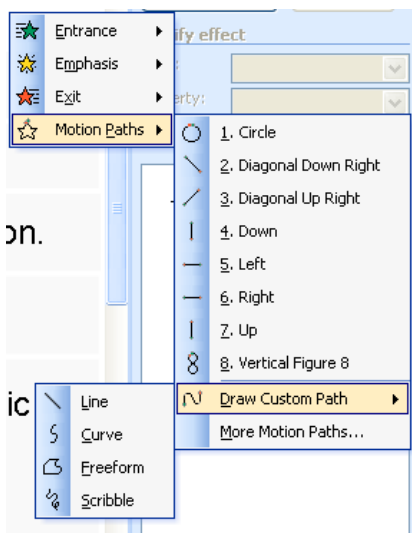 Entrance
Emphasis
Exit
Motion Paths
ify effect
erty:
1. Circle
2. Diagonal Down Right
3. Diagonal Up Right
4. Down
5. Left
6. Right
7. Up
8. Vertical Figure 8
Draw Custom Path
More Motion Paths...
on.
ic
Line
Curve
Freeform
Scribble